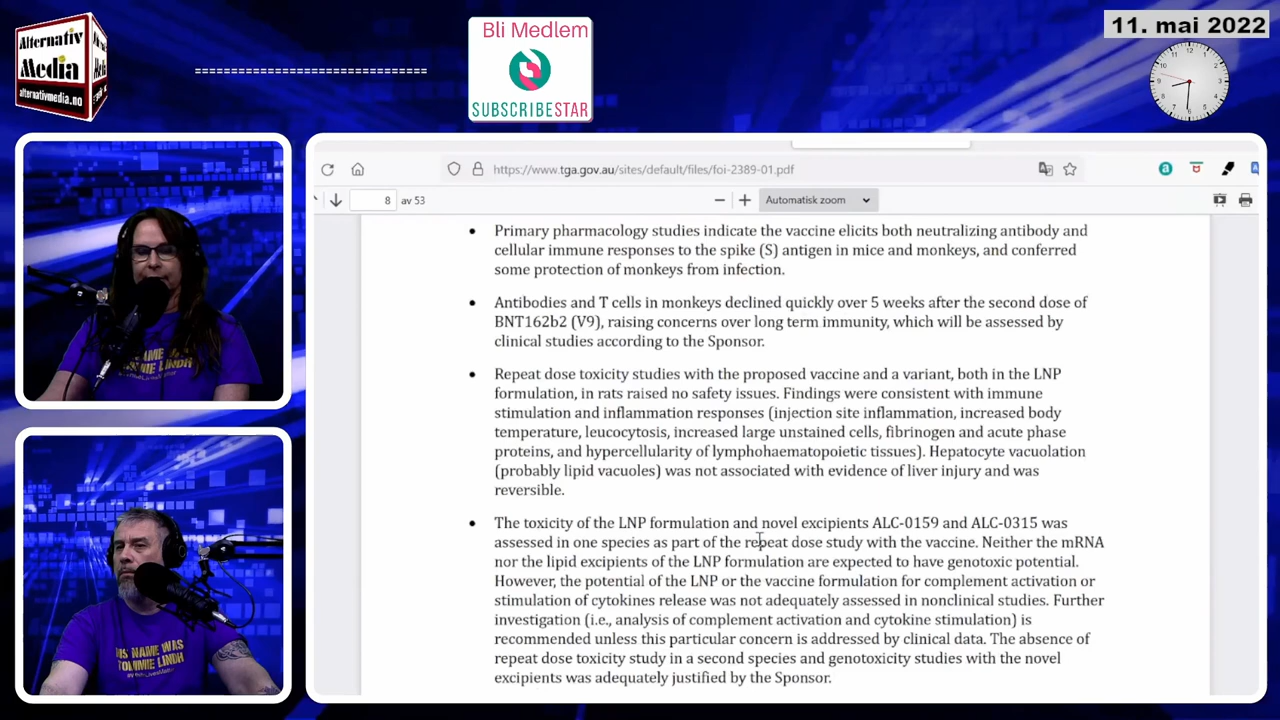 Alternativ
Media
alternativmedia.no
==============================
Bli Medlem
SUBSCRIBESTAR
11. mai 2022
https://www.tga.gov.au/sites/default/files/foi-2389-01.pdf
8 av 53
Automatisk zoom
• Primary pharmacology studies indicate the vaccine elicits both neutralizing antibody and
cellular immune responses to the spike (S) antigen in mice and monkeys, and conferred
some protection of monkeys from infection.
• Antibodies and T cells in monkeys declined quickly over 5 weeks after the second dose of
BNT162b2 (V9), raising concerns over long term immunity, which will be assessed by
clinical studies according to the Sponsor.
• Repeat dose toxicity studies with the proposed vaccine and a variant, both in the LNP
formulation, in rats raised no safety issues. Findings were consistent with immune
stimulation and inflammation responses (injection site inflammation, increased body
temperature, leucocytosis, increased large unstained cells, fibrinogen and acute phase
proteins, and hypercellularity of lymphohaematopoietic tissues). Hepatocyte vacuolation
(probably lipid vacuoles) was not associated with evidence of liver injury and was
reversible.
• The toxicity of the LNP formulation and novel excipients ALC-0159 and ALC-0315 was
assessed in one species as part of the repeat dose study with the vaccine. Neither the mRNA
nor the lipid excipients of the LNP formulation are expected to have genotoxic potential.
However, the potential of the LNP or the vaccine formulation for complement activation or
stimulation of cytokines release was not adequately assessed in nonclinical studies. Further
investigation (i.e., analysis of complement activation and cytokine stimulation) is
recommended unless this particular concern is addressed by clinical data. The absence of
repeat dose toxicity study in a second species and genotoxicity studies with the novel
excipients was adequately justified by the Sponsor.
HIS NAME WAS
TOMMIE LINDH